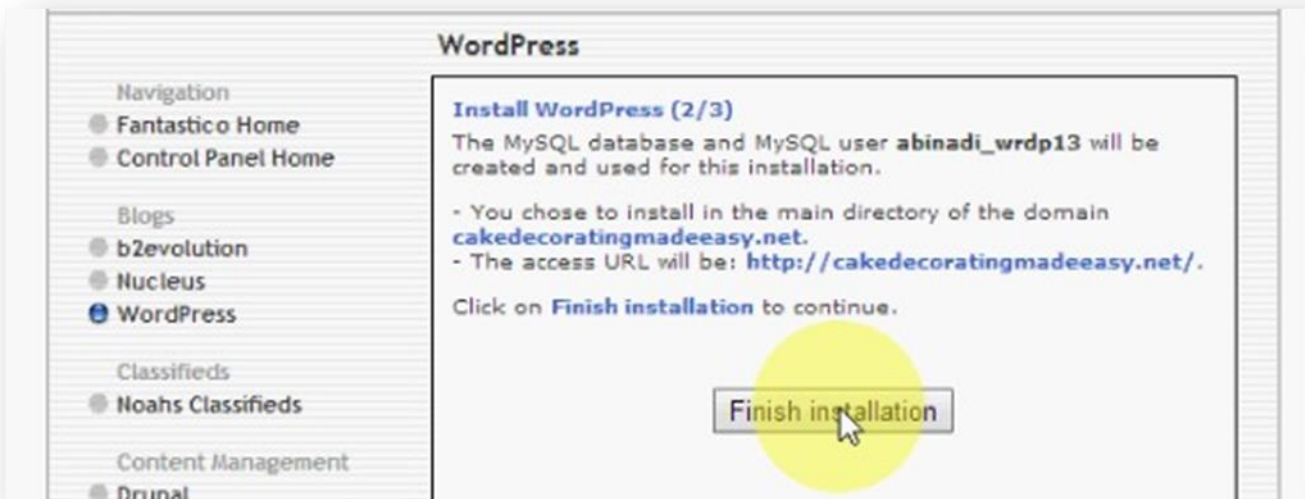 WordPress
Navigation
Fantastico Home
Control Panel Home
Blogs
b2evolution
Nucleus
WordPress
Classifieds
Noahs Classifieds
Content Management
Drupal
Install WordPress (2/3)
The MySQL database and MySQL user abinadi_wrdp13 will be
created and used for this installation.
- You chose to install in the main directory of the domain
cakedecoratingmadeeasy.net.
- The access URL will be: http://cakedecoratingmadeeasy.net/.
Click on Finish installation to continue.
Finish installation